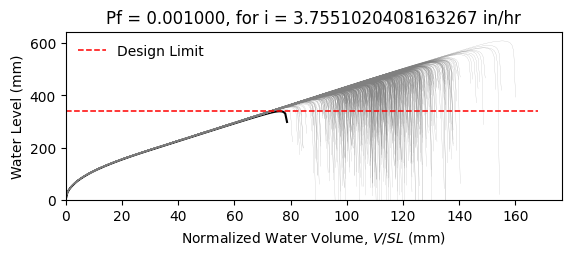 Pf = 0.001000, for i = 3.7551020408163267 in/hr
Design Limit
Water Level (mm)
600
400
200
0
0 20 40 60 80 100 120 140 160
Normalized Water Volume, V/SL (mm)